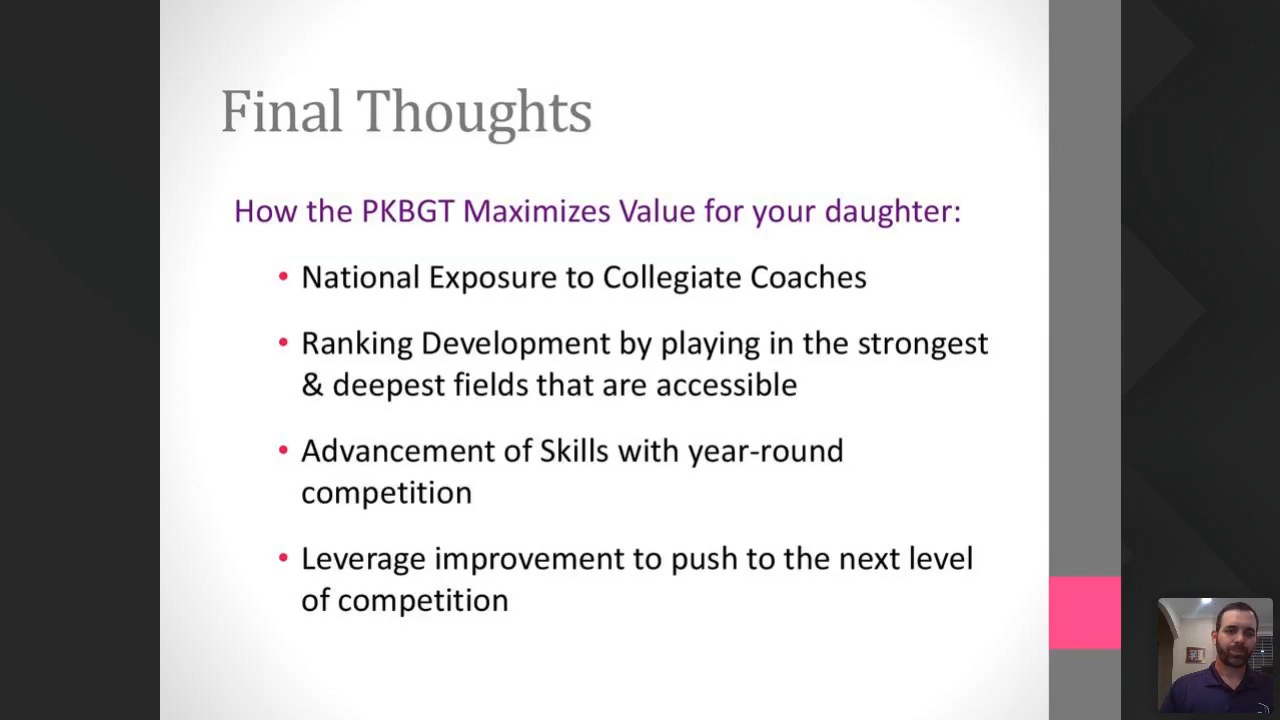 Final Thoughts
How the PKBGT Maximizes Value for your daughter:
• National Exposure to Collegiate Coaches
• Ranking Development by playing in the strongest
& deepest fields that are accessible
• Advancement of Skills with year-round
competition
• Leverage improvement to push to the next level
of competition